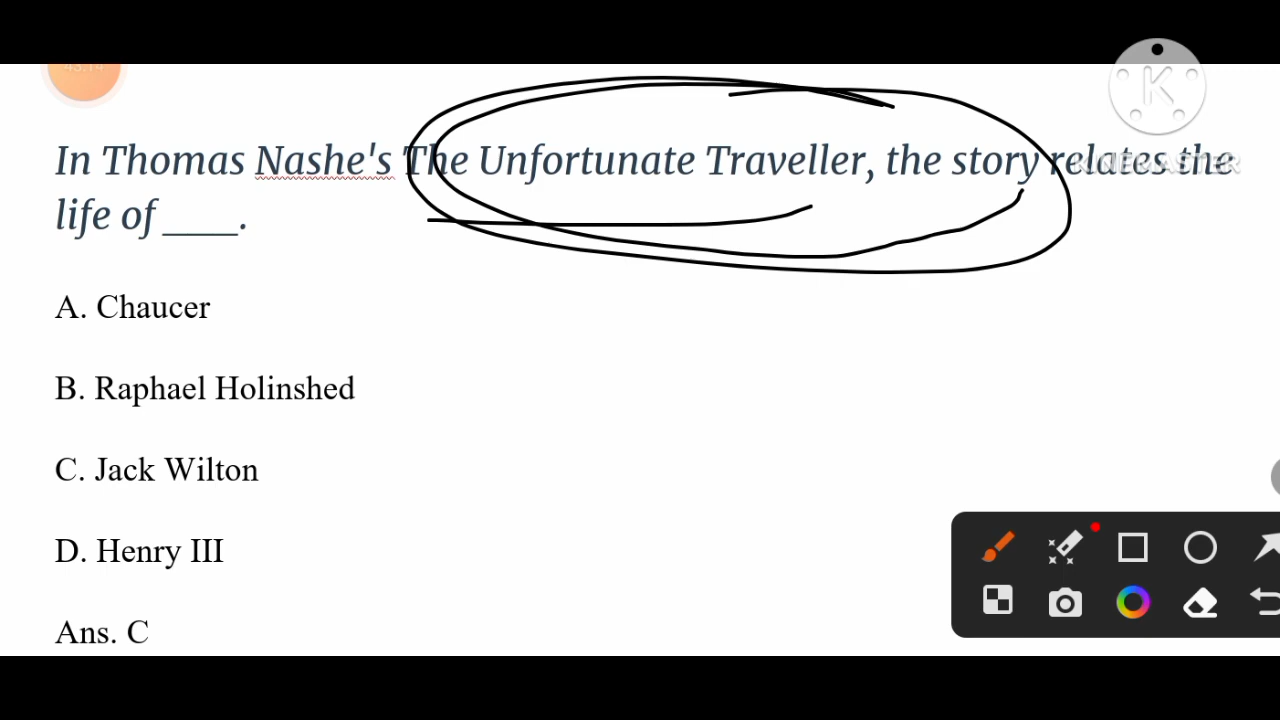 In Thomas Nashe's The Unfortunate Traveller, the story relates the
life of ____.
A. Chaucer
B. Raphael Holinshed
C. Jack Wilton
D. Henry III
Ans. C